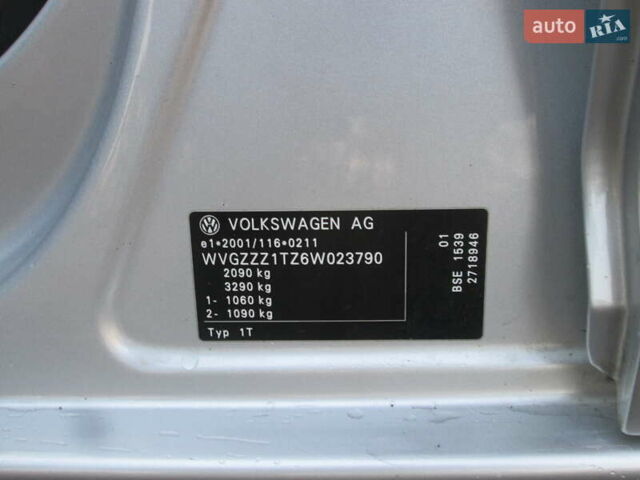 auto RIA.com
VOLKSWAGEN AG
e1*2001/116*0211
WVGZZZ1TZ6W023790
2090 kg
3290 kg
1- 1060 kg
2- 1090 kg
Typ 1T
01
BSE 1539
2718946